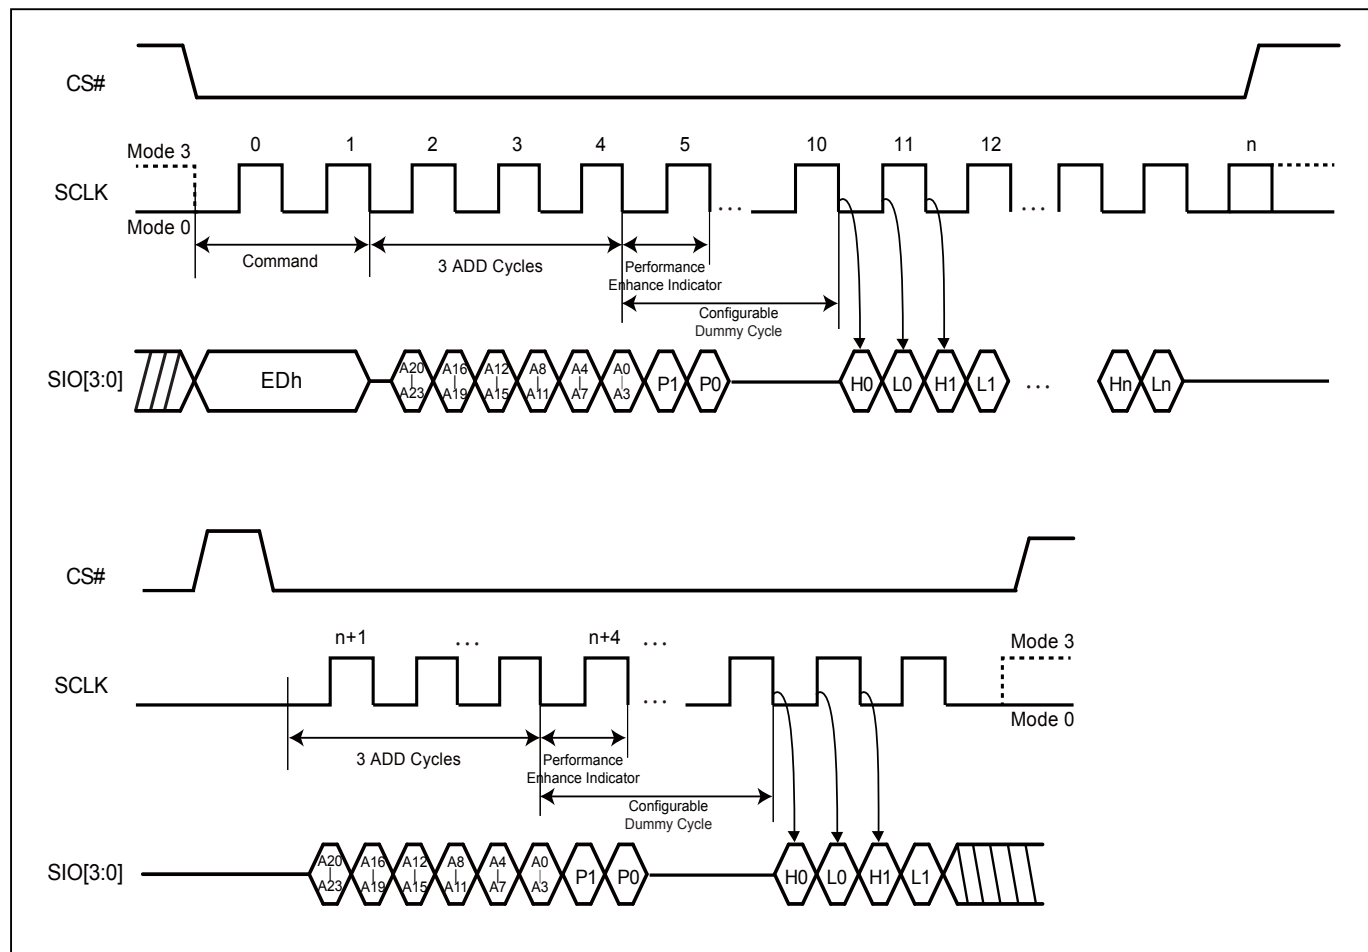 CS#
0 1 2 3 4 5 10 11 12 n
Mode 3
SCLK
... ...
Mode 0
Command
3 ADD Cycles
Performance
Enhance Indicator
Configurable
Dummy Cycle
A20 A16 A12 A8 A4 A0
SIO[3:0] EDh P1 P0 H0 L0 H1 L1 ... Hn Ln
A23 A19 A15 A11 A7 A3
CS#
n+1 ... n+4 ...
Mode 3
SCLK
...
Mode 0
3 ADD Cycles
Performance
Enhance Indicator
Configurable
Dummy Cycle
A20 A16 A12 A8 A4 A0
SIO[3:0] P1 P0 H0 L0 H1 L1
A23 A19 A15 A11 A7 A3